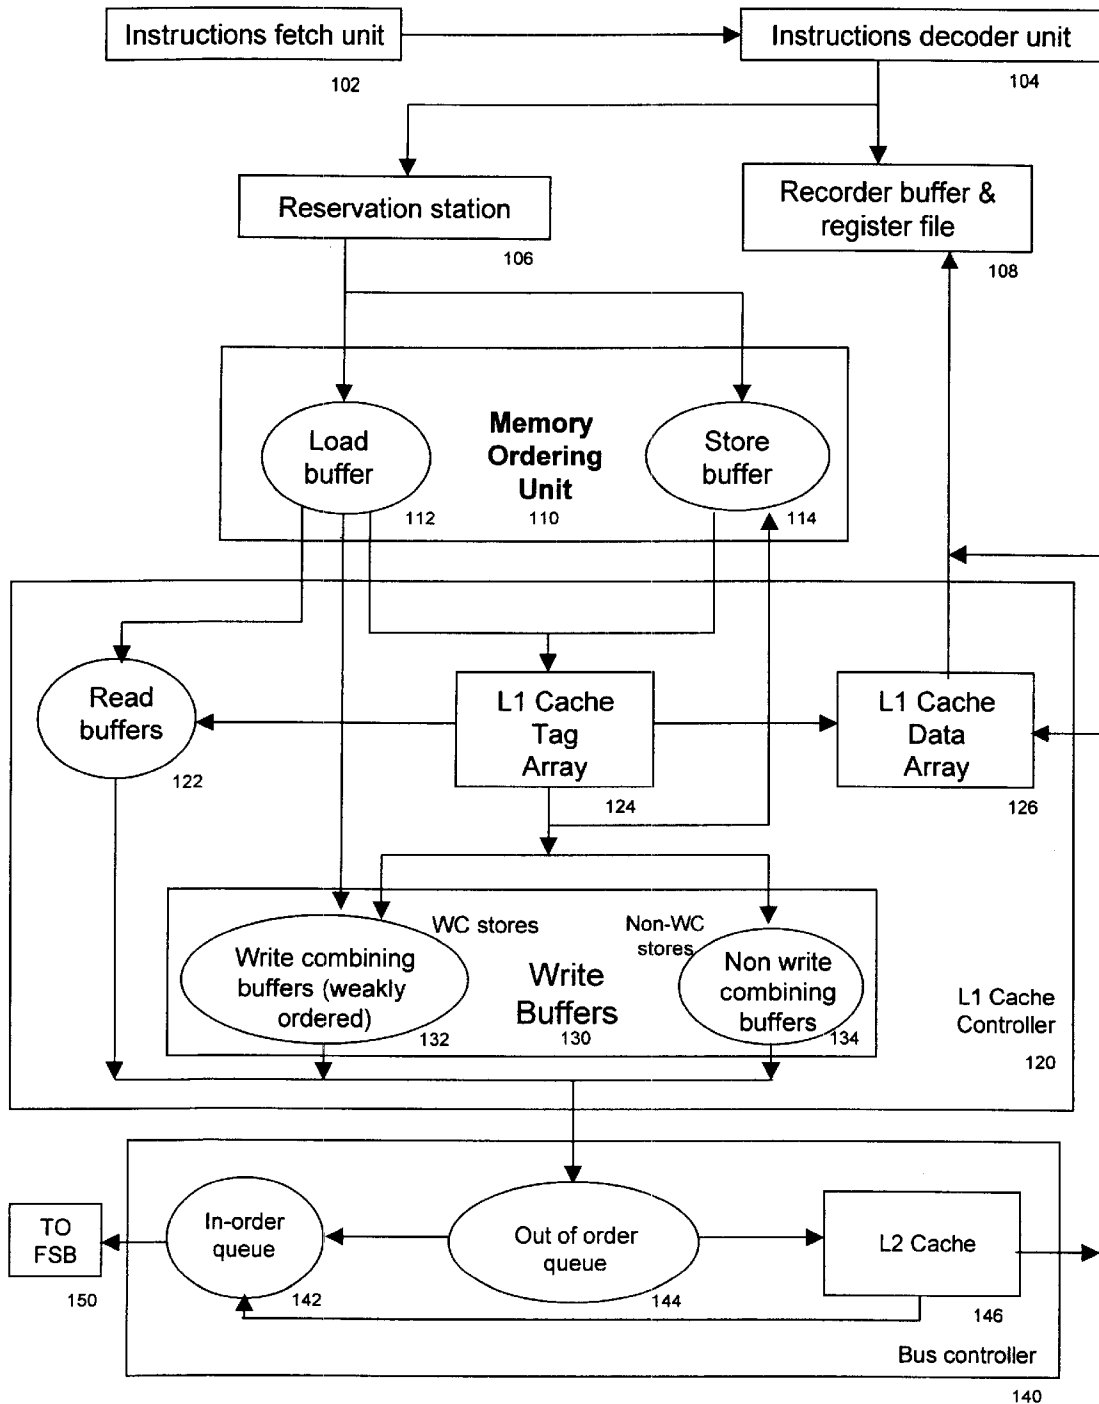 Instructions fetch unit
102
Instructions decoder unit
104
Reservation station
106
Recorder buffer &
register file
108
Load
buffer
112
Memory
Ordering
Unit
110
Store
buffer
114
Read
buffers
122
L1 Cache
Tag
Array
124
L1 Cache
Data
Array
126
WC stores
Non-WC
stores
Write combining
buffers (weakly
ordered)
132
Write
Buffers
130
Non write
combining
buffers
134
L1 Cache
Controller
120
TO
FSB
150
In-order
queue
142
Out of order
queue
144
L2 Cache
146
Bus controller
140